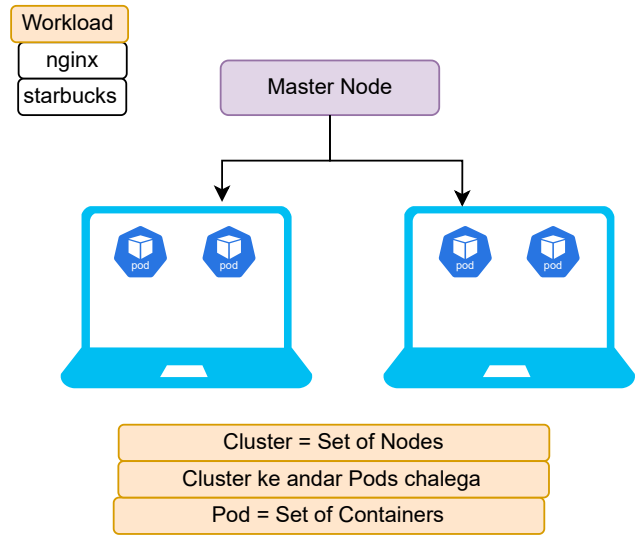 Workload
nginx
starbucks
Master Node
pod
pod
pod
pod
Cluster = Set of Nodes
Cluster ke andar Pods chalega
Pod = Set of Containers